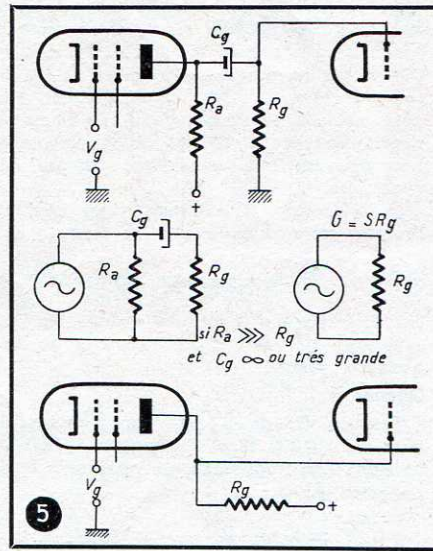 Cg
Ra
Rg
Vg
+
Cg
Ra
Rg
G = SRg
Rg
si Ra >>> Rg
et Cg ∞ ou trés grande
Vg
Rg
+
5